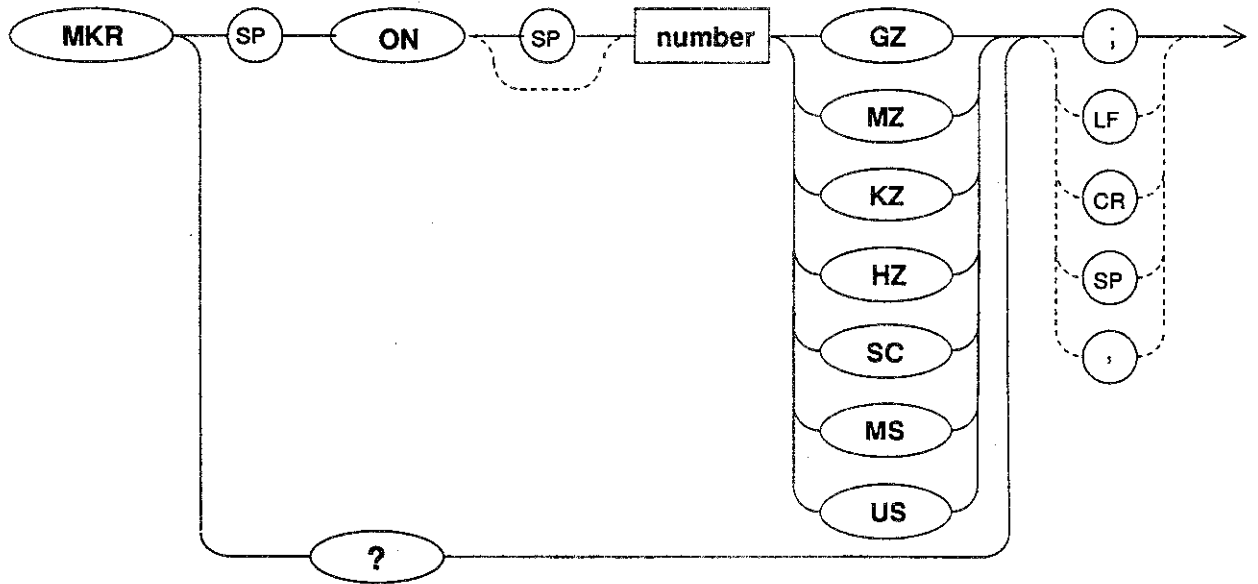 MKR SP ON SP number GZ ;
MZ LF
KZ CR
HZ SP
SC ,
MS
US
?